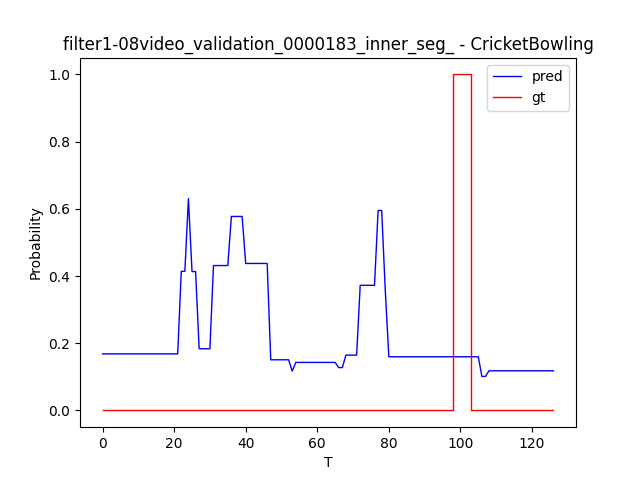 filter1-08video_validation_0000183_inner_seg_ - CricketBowling
pred
gt
1.0
0.8
0.6
0.4
0.2
0.0
Probability
0 20 40 60 80 100 120
T